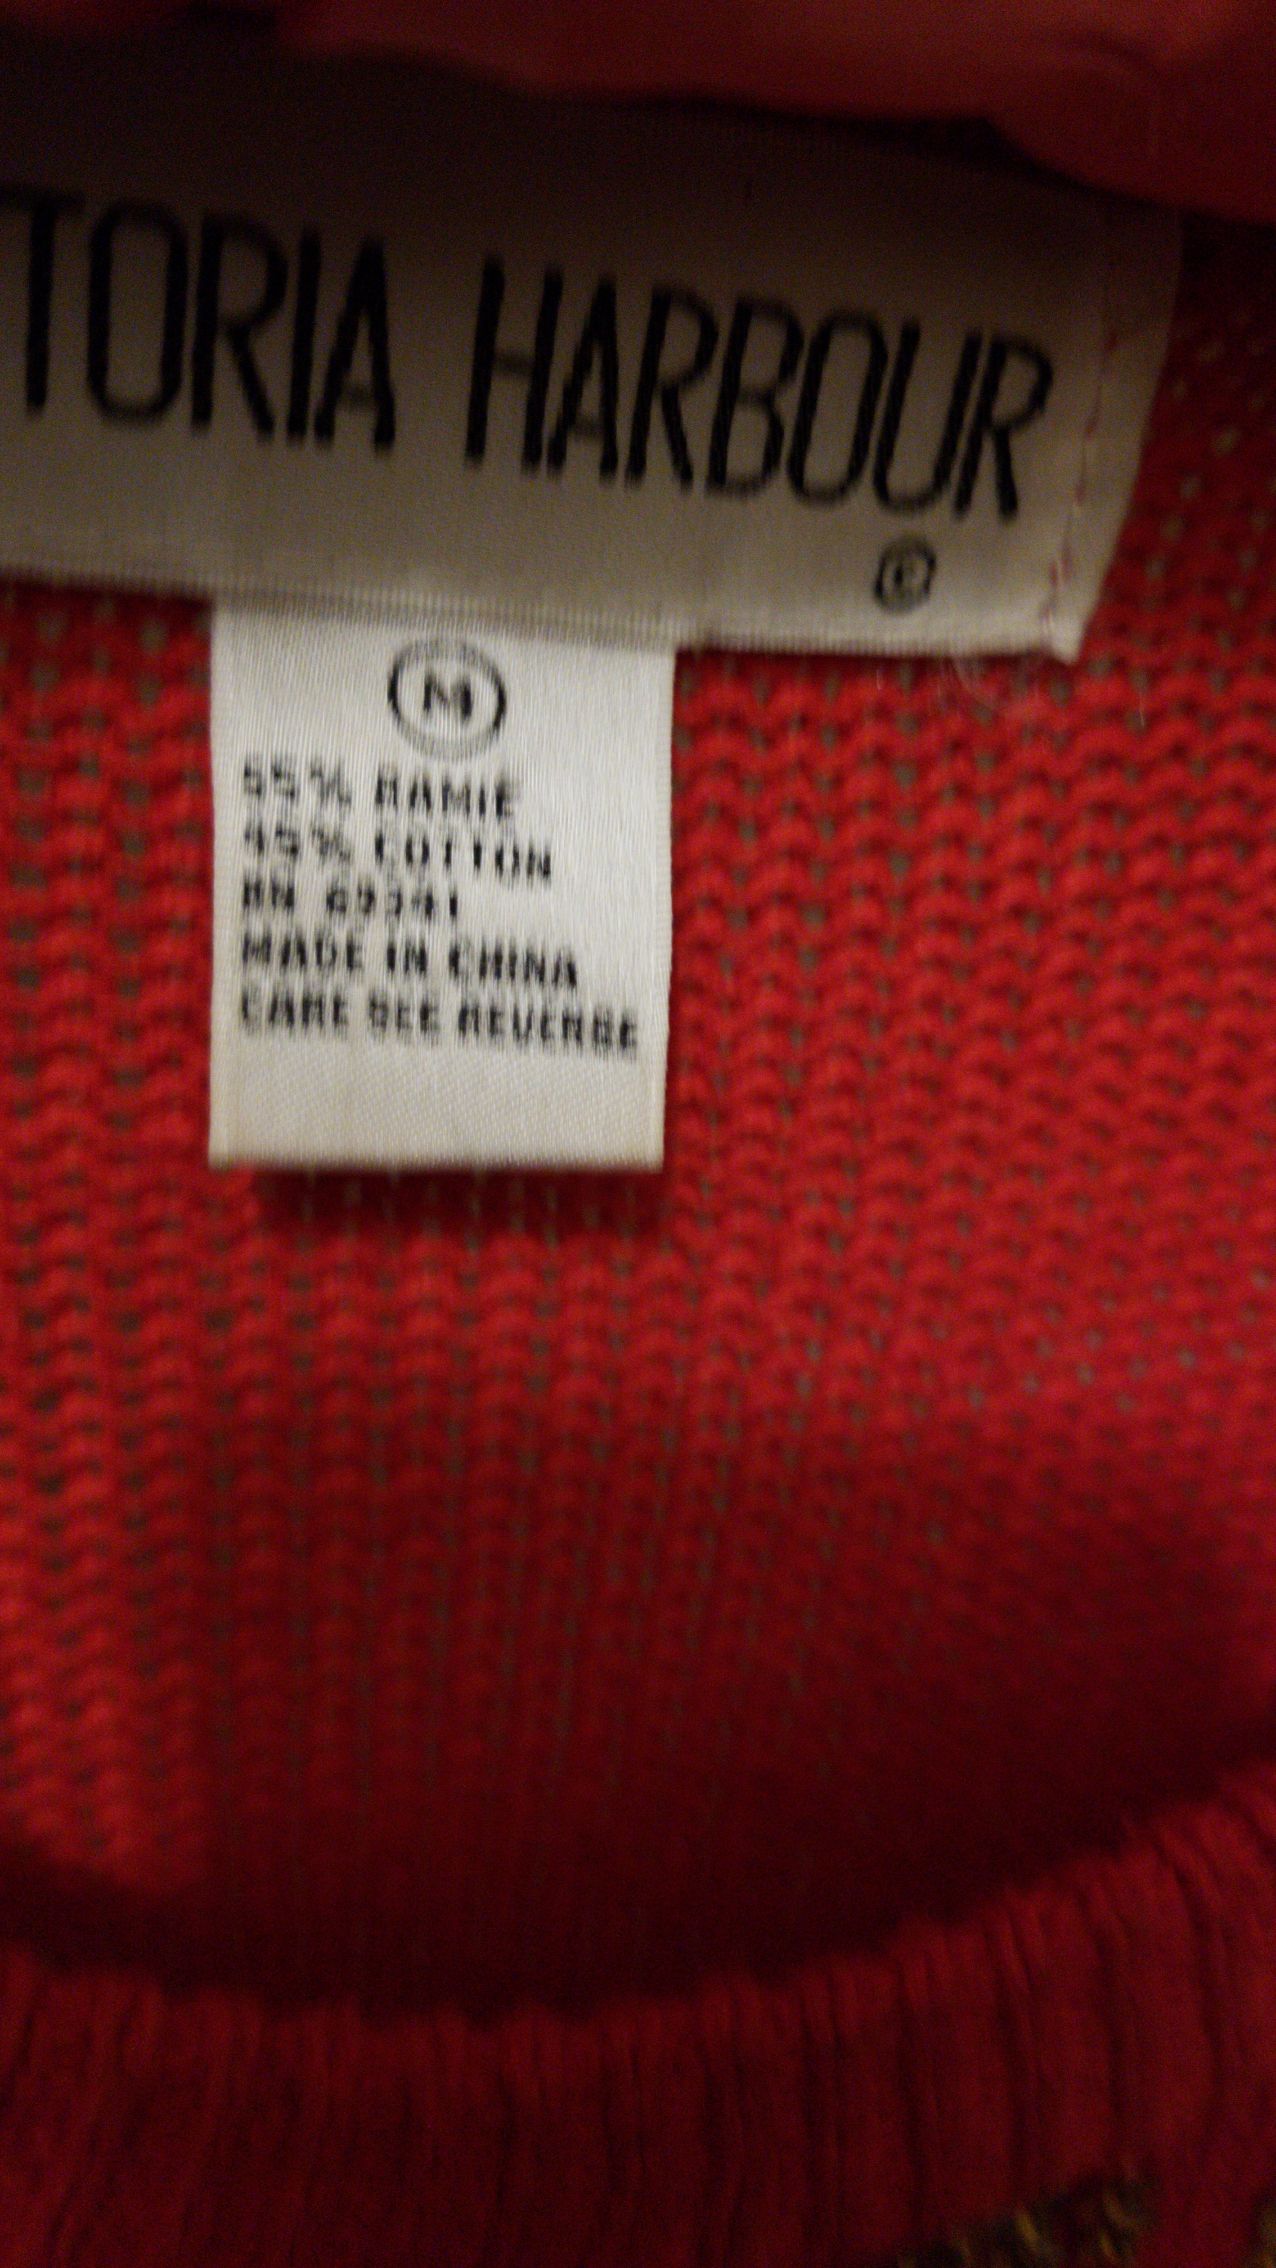 TORIA HARBOUR
©
M
55% RAMIE
45% COTTON
RN
MADE IN CHINA
CARE SEE REVERSE